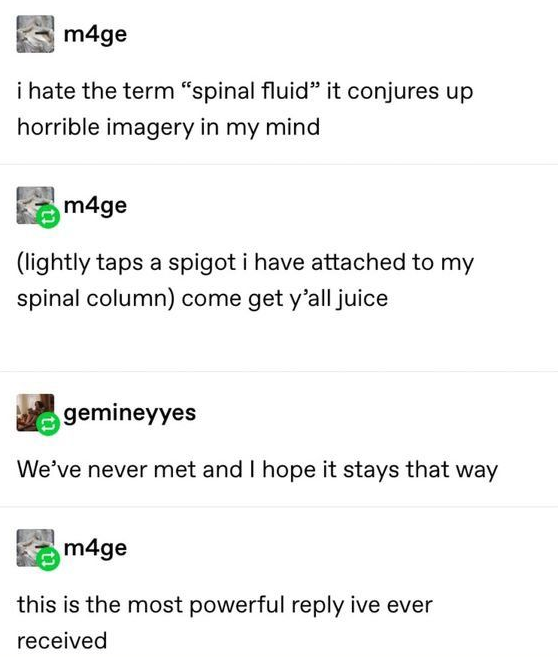 m4ge
i hate the term “spinal fluid” it conjures up
horrible imagery in my mind
m4ge
(lightly taps a spigot i have attached to my
spinal column) come get y’all juice
gemineyyes
We’ve never met and I hope it stays that way
m4ge
this is the most powerful reply ive ever
received